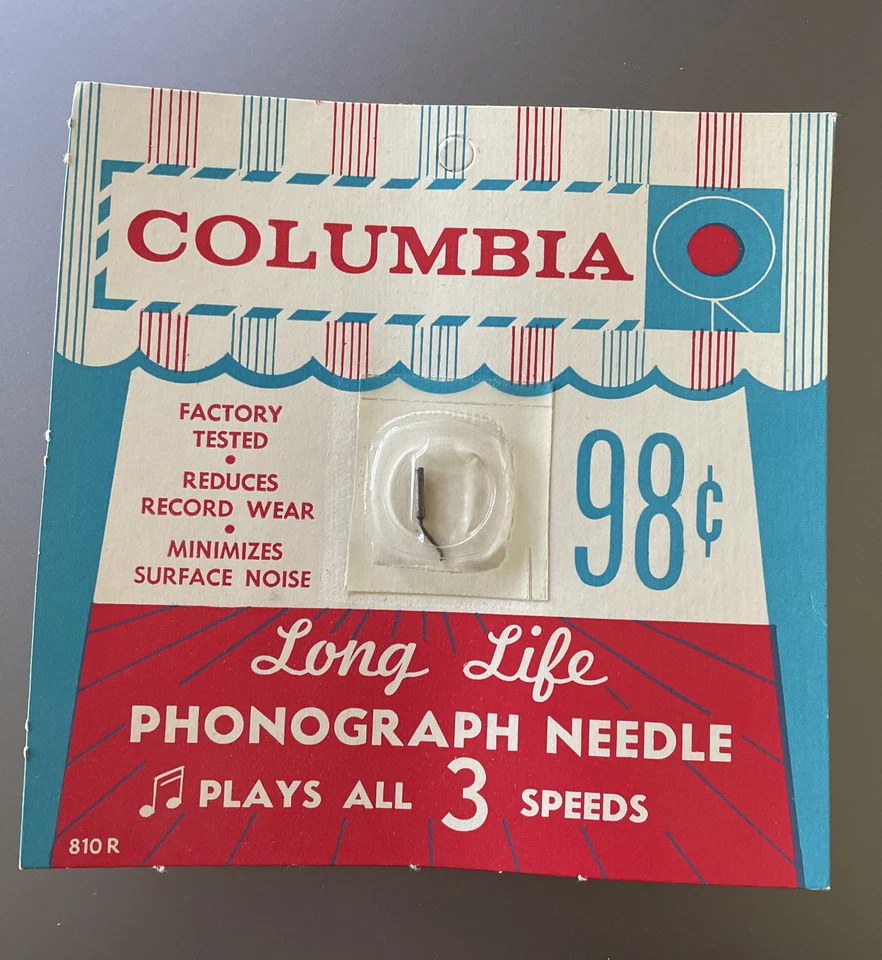 COLUMBIA
FACTORY
TESTED
•
REDUCES
RECORD WEAR
•
MINIMIZES
SURFACE NOISE
98¢
Long Life
PHONOGRAPH NEEDLE
PLAYS ALL 3 SPEEDS
810 R